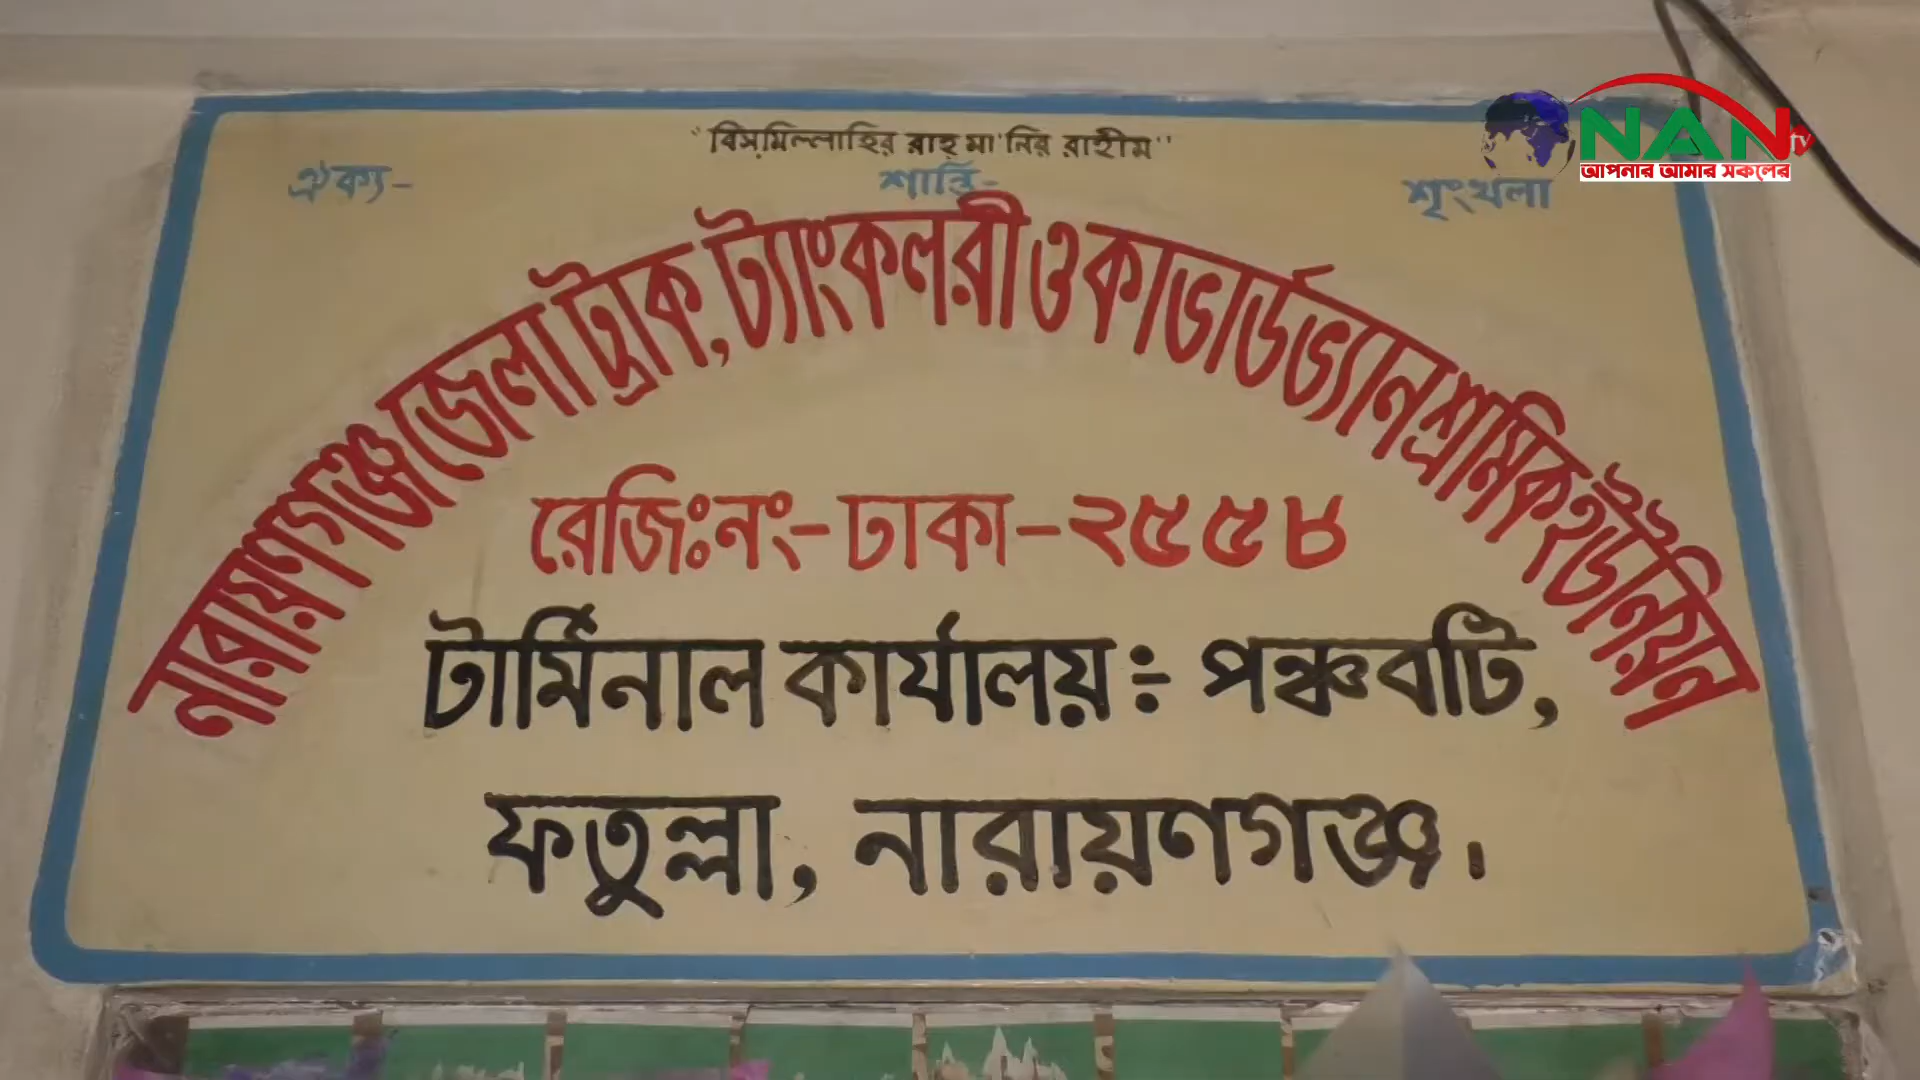 "বিসমিল্লাহির রাহমানির রাহীম"
ঐক্য- শান্তি- শৃংখলা
NAN TV
আপনার আমার সকলের
নারায়ণগঞ্জ জেলা ট্রাক, ট্যাংকলরী ও কাভার্ডভ্যান শ্রমিক ইউনিয়ন
রেজিঃনং-ঢাকা-২৫৫৮
টার্মিনাল কার্যালয়ঃ পঞ্চবটি,
ফতুল্লা, নারায়ণগঞ্জ।